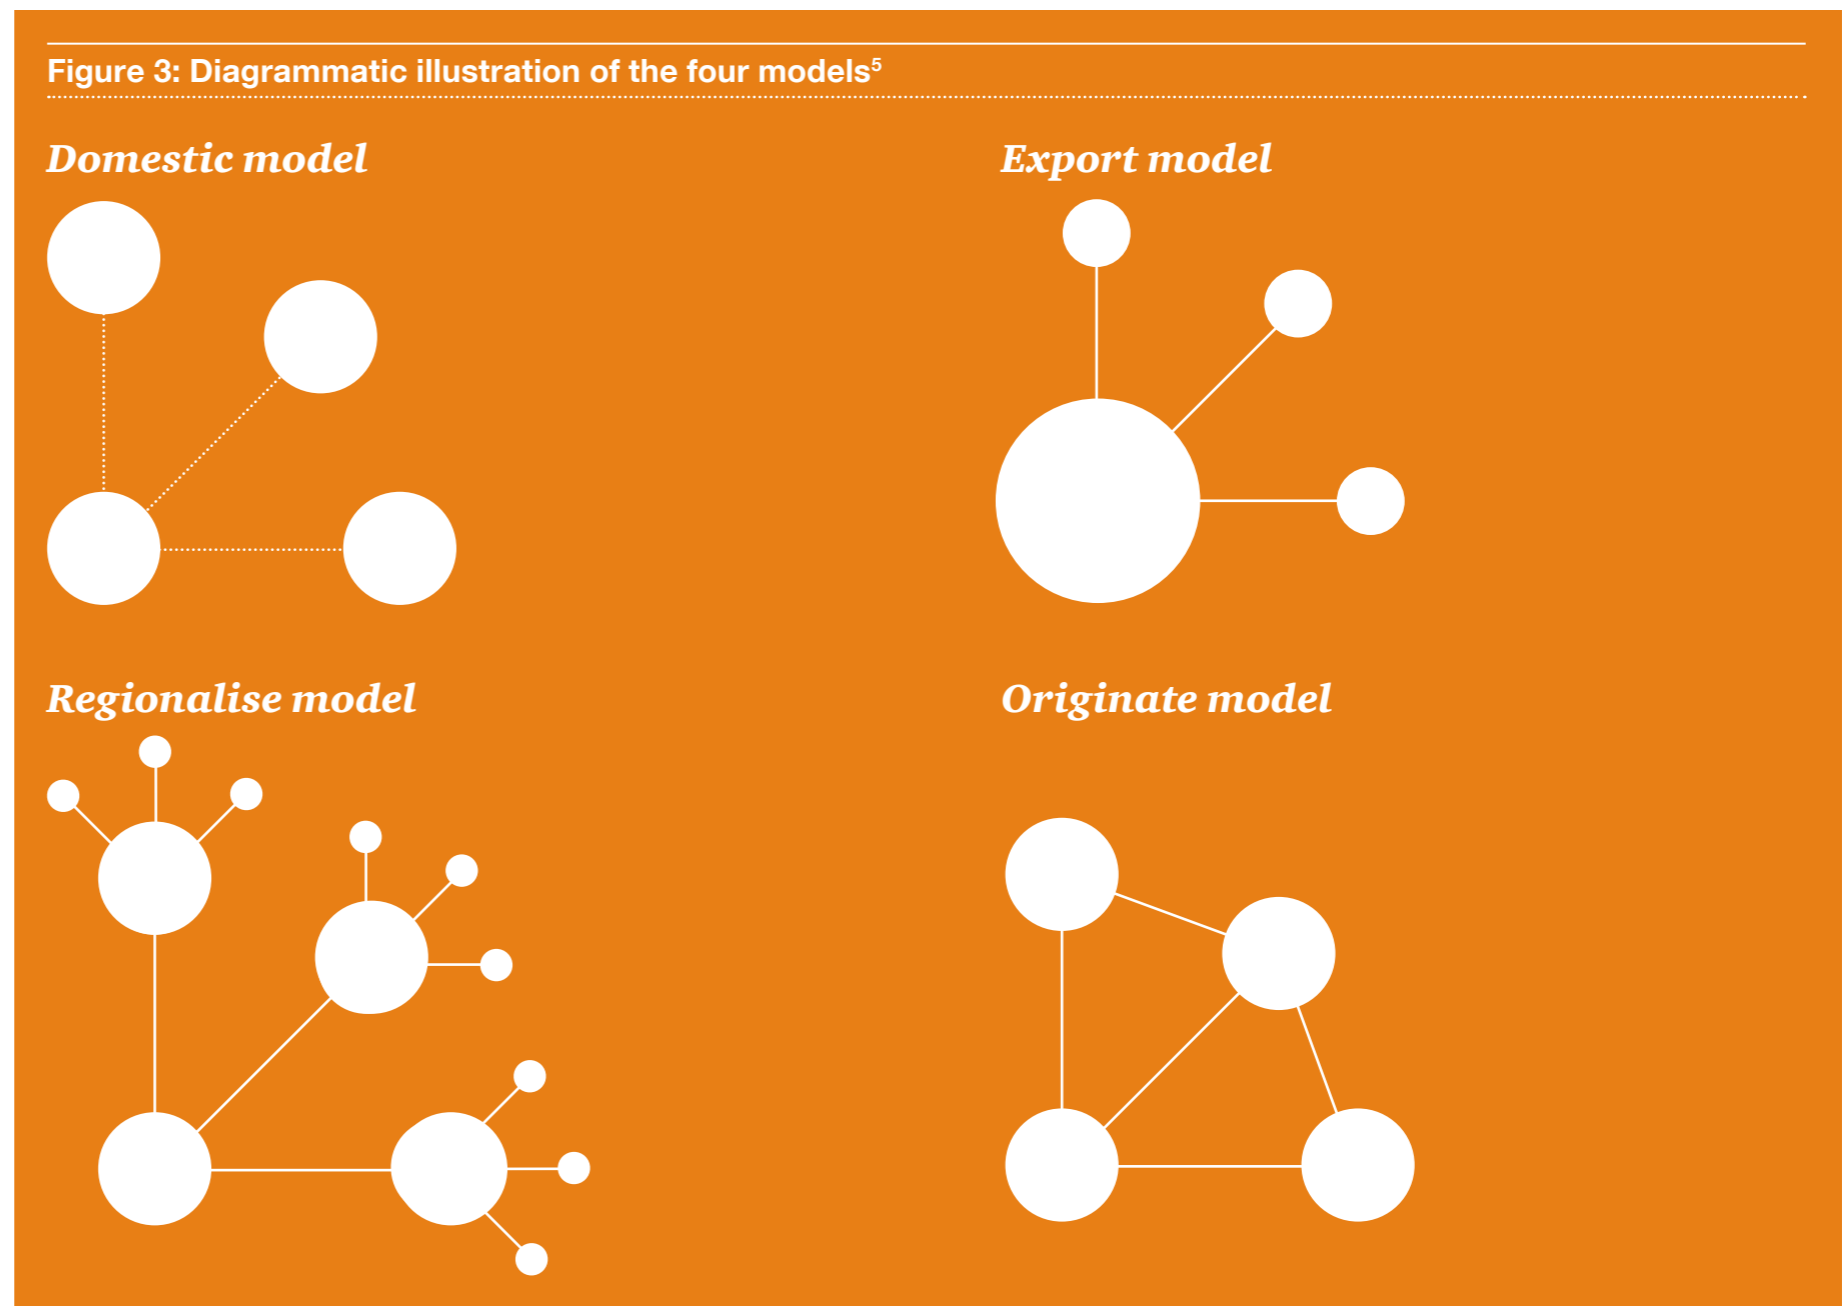 Figure 3: Diagrammatic illustration of the four models⁵
Domestic model
Export model
Regionalise model
Originate model